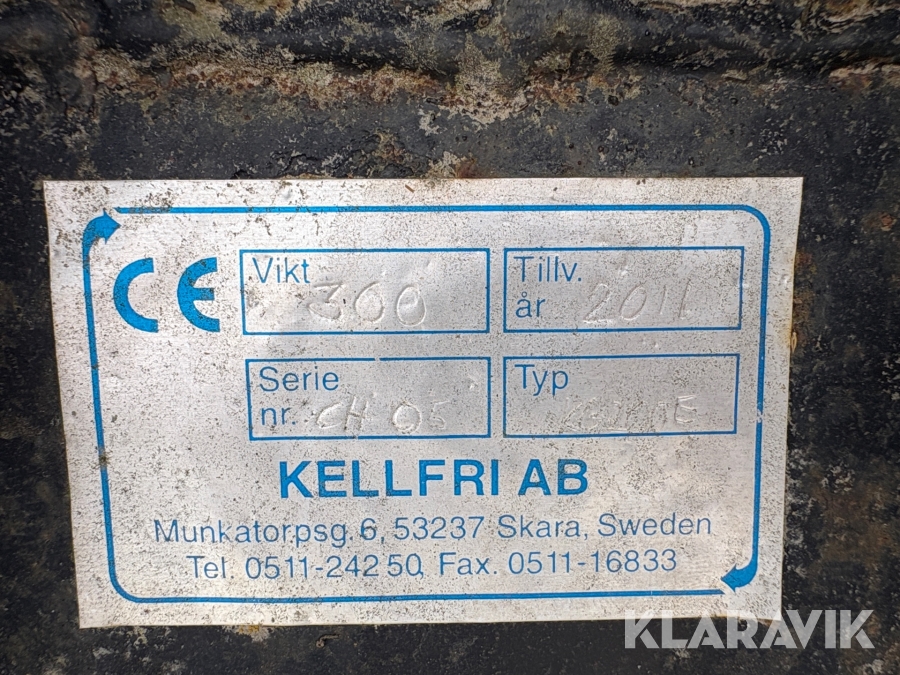 CE
Vikt
360
Tillv.
år 2011
Serie
nr. CH 05
Typ
KELLFRI AB
Munkatorpsg. 6, 53237 Skara, Sweden
Tel. 0511-242 50, Fax. 0511-16833
KLARAVIK